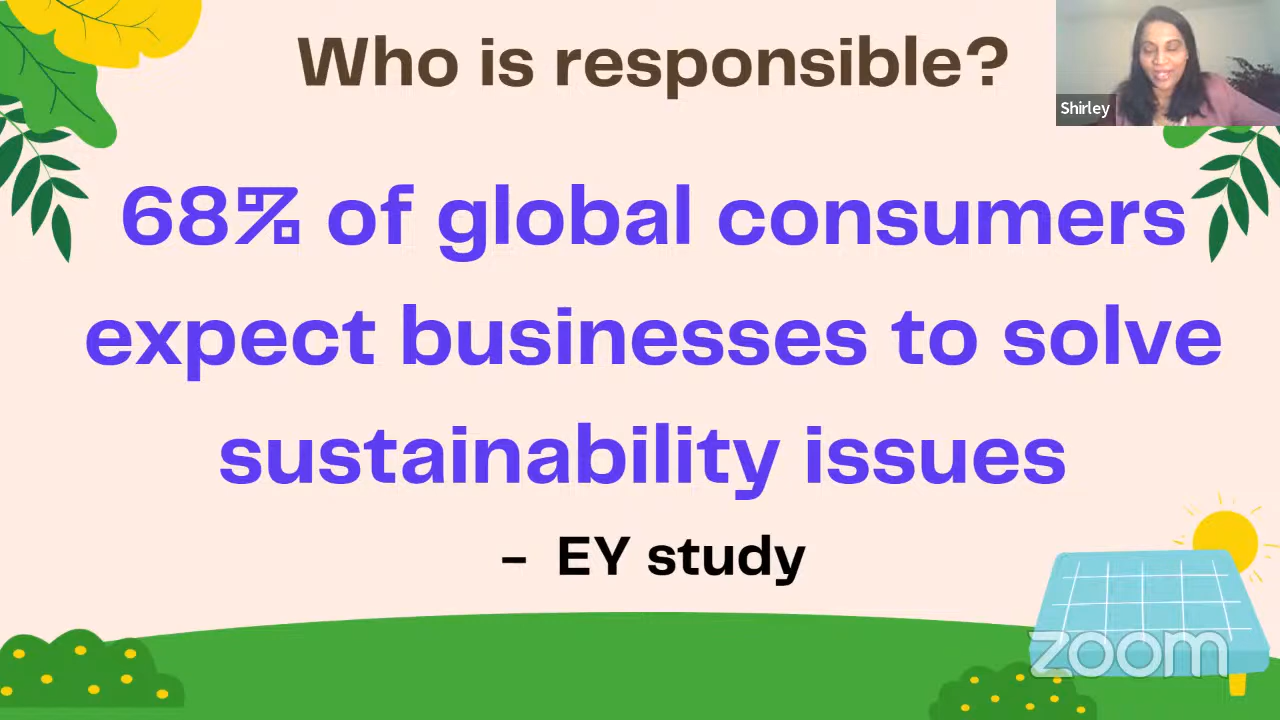 Who is responsible?
Shirley
68% of global consumers
expect businesses to solve
sustainability issues
- EY study
zoom